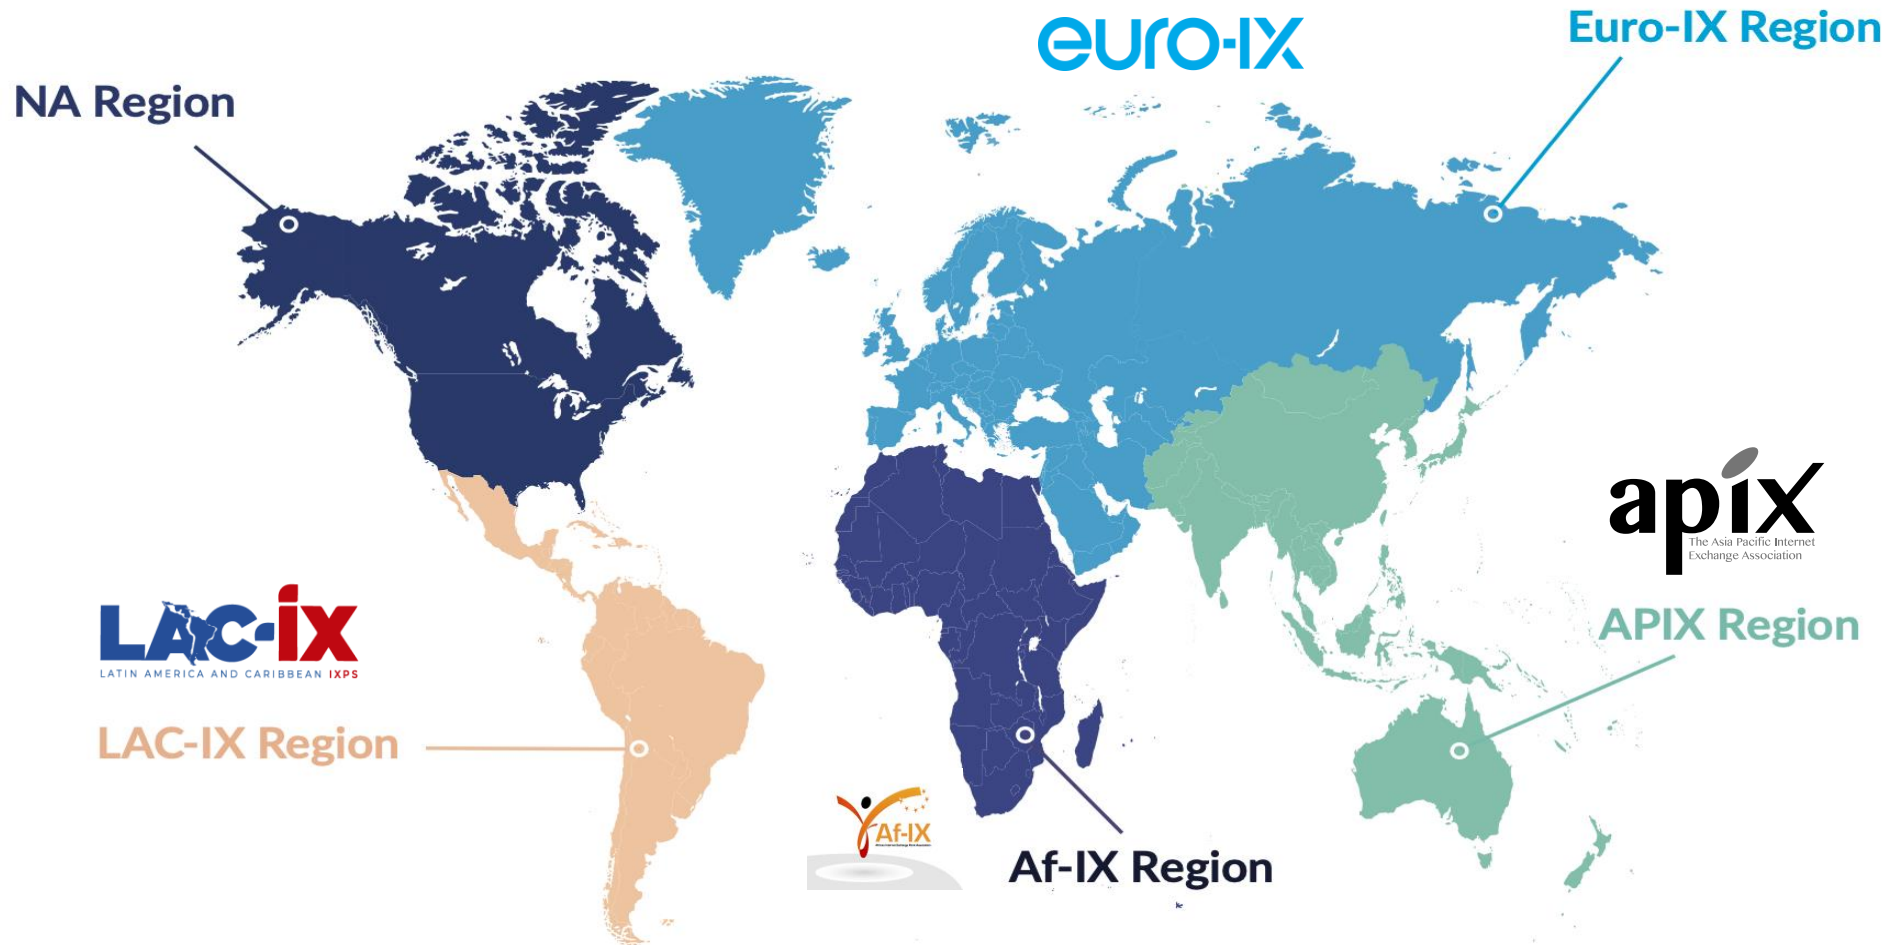 euro-IX
Euro-IX Region
NA Region
apix
The Asia Pacific Internet
Exchange Association
LAC-iX
LATIN AMERICA AND CARIBBEAN IXPS
APIX Region
LAC-IX Region
Af-IX
Af-IX Region